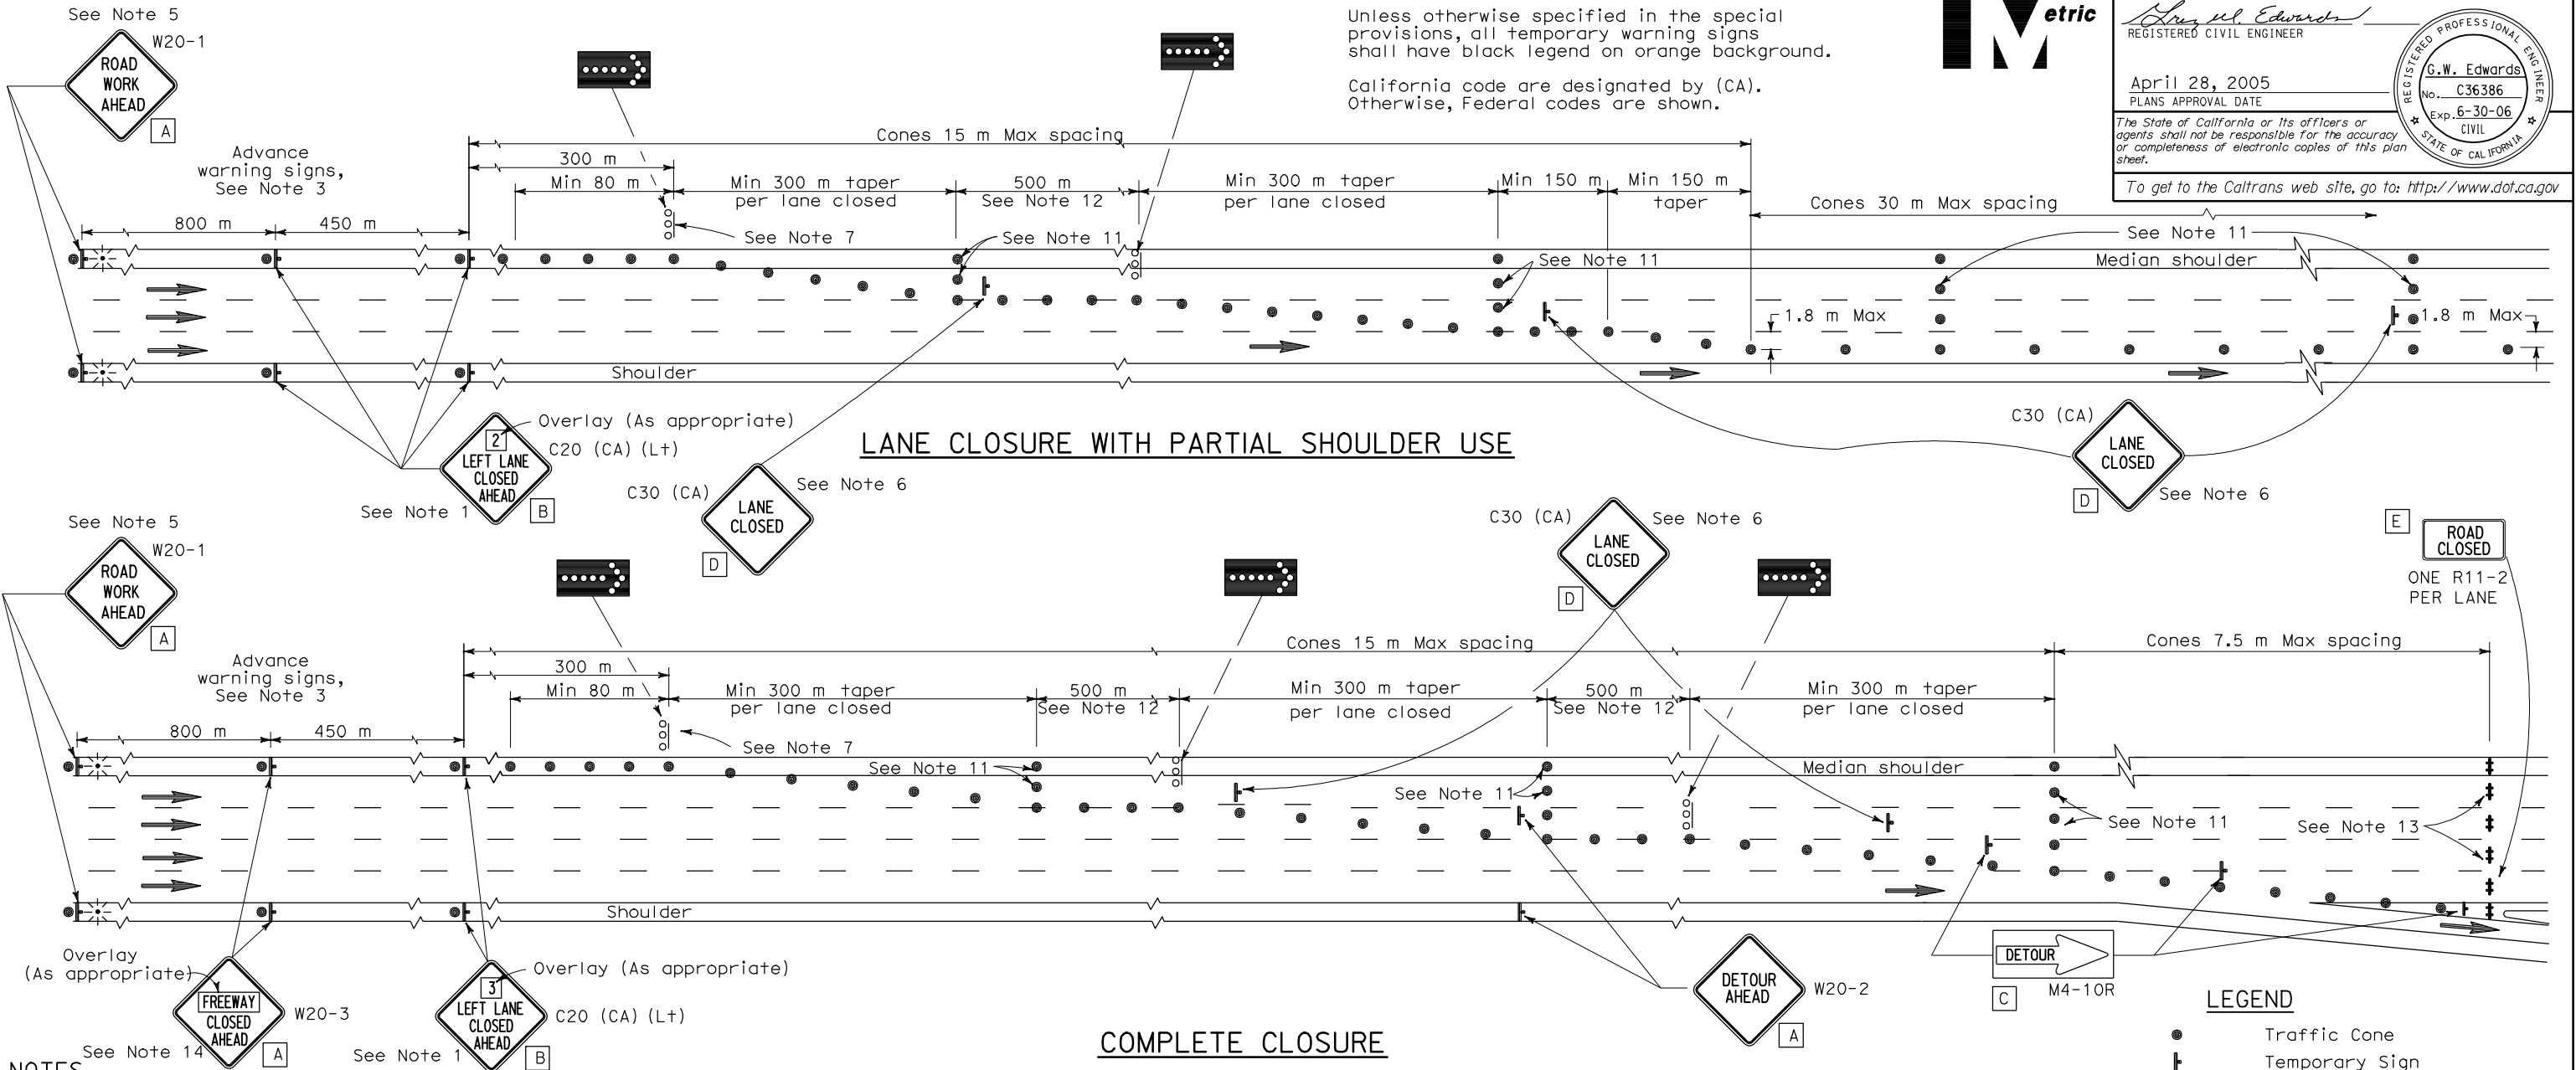 See Note 5
W20-1
ROAD
WORK
AHEAD
A
Unless otherwise specified in the special
provisions, all temporary warning signs
shall have black legend on orange background.
California code are designated by (CA).
Otherwise, Federal codes are shown.
Metric
Greg W. Edwards
REGISTERED CIVIL ENGINEER
April 28, 2005
PLANS APPROVAL DATE
REGISTERED PROFESSIONAL ENGINEER
G.W. Edwards
No. C36386
Exp. 6-30-06
CIVIL
STATE OF CALIFORNIA
The State of California or its officers or
agents shall not be responsible for the accuracy
or completeness of electronic copies of this plan
sheet.
To get to the Caltrans web site, go to: http://www.dot.ca.gov
Cones 15 m Max spacing
Advance
warning signs,
See Note 3
300 m
Min 80 m
Min 300 m taper
per lane closed
500 m
See Note 12
Min 300 m taper
per lane closed
Min 150 m
Min 150 m
taper
Cones 30 m Max spacing
800 m
450 m
See Note 7
See Note 11
See Note 11
See Note 11
Median shoulder
1.8 m Max
1.8 m Max
Shoulder
Overlay (As appropriate)
2
LEFT LANE
CLOSED
AHEAD
C20 (CA) (Lt)
See Note 1
B
LANE CLOSURE WITH PARTIAL SHOULDER USE
C30 (CA)
LANE
CLOSED
See Note 6
D
C30 (CA)
LANE
CLOSED
D
See Note 6
See Note 5
W20-1
ROAD
WORK
AHEAD
A
C30 (CA)
LANE
CLOSED
See Note 6
D
E
ROAD
CLOSED
ONE R11-2
PER LANE
Cones 15 m Max spacing
Cones 7.5 m Max spacing
Advance
warning signs,
See Note 3
300 m
Min 80 m
Min 300 m taper
per lane closed
500 m
See Note 12
Min 300 m taper
per lane closed
500 m
See Note 12
Min 300 m taper
per lane closed
800 m
450 m
See Note 7
See Note 11
See Note 11
Median shoulder
See Note 11
See Note 13
Shoulder
Overlay
(As appropriate)
FREEWAY
CLOSED
AHEAD
W20-3
See Note 14
A
Overlay (As appropriate)
3
LEFT LANE
CLOSED
AHEAD
C20 (CA) (Lt)
See Note 1
B
COMPLETE CLOSURE
DETOUR
AHEAD
W20-2
A
DETOUR
C
M4-10R
LEGEND
Traffic Cone
Temporary Sign
NOTES